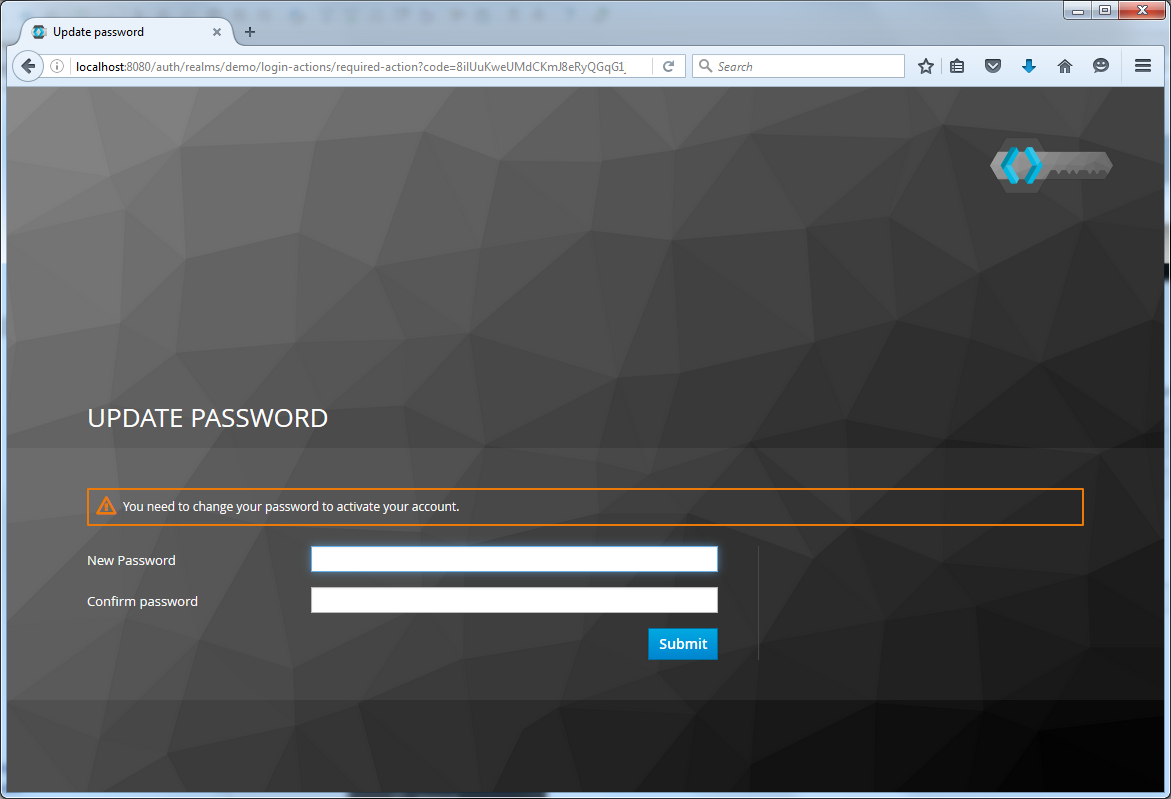 Update password
localhost:8080/auth/realms/demo/login-actions/required-action?code=8iIUuKweUMdCKmJ8eRyQGqG1_
Search
UPDATE PASSWORD
You need to change your password to activate your account.
New Password
Confirm password
Submit